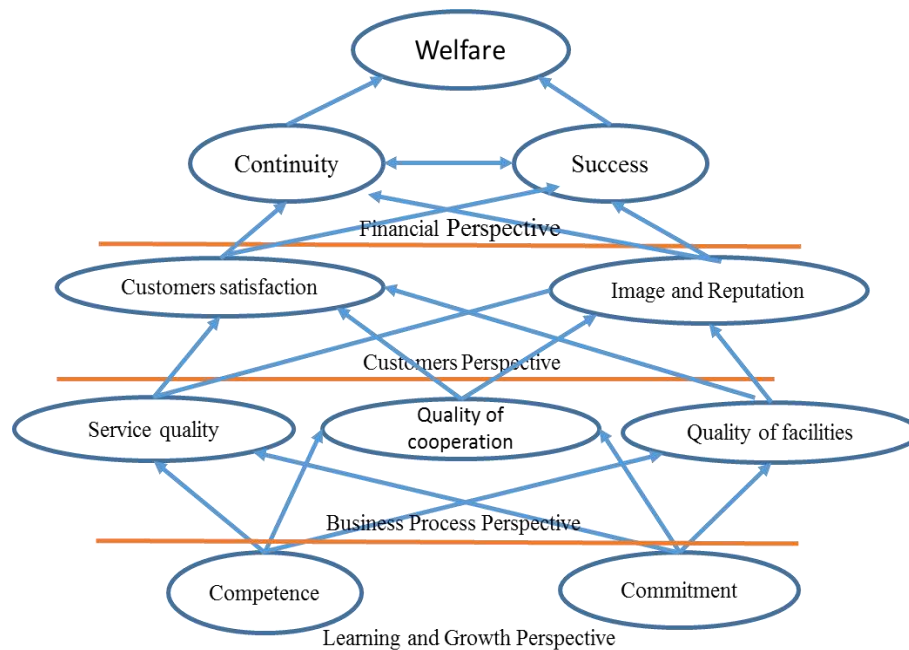 Welfare
Continuity
Success
Financial Perspective
Customers satisfaction
Image and Reputation
Customers Perspective
Service quality
Quality of
cooperation
Quality of facilities
Business Process Perspective
Competence
Commitment
Learning and Growth Perspective